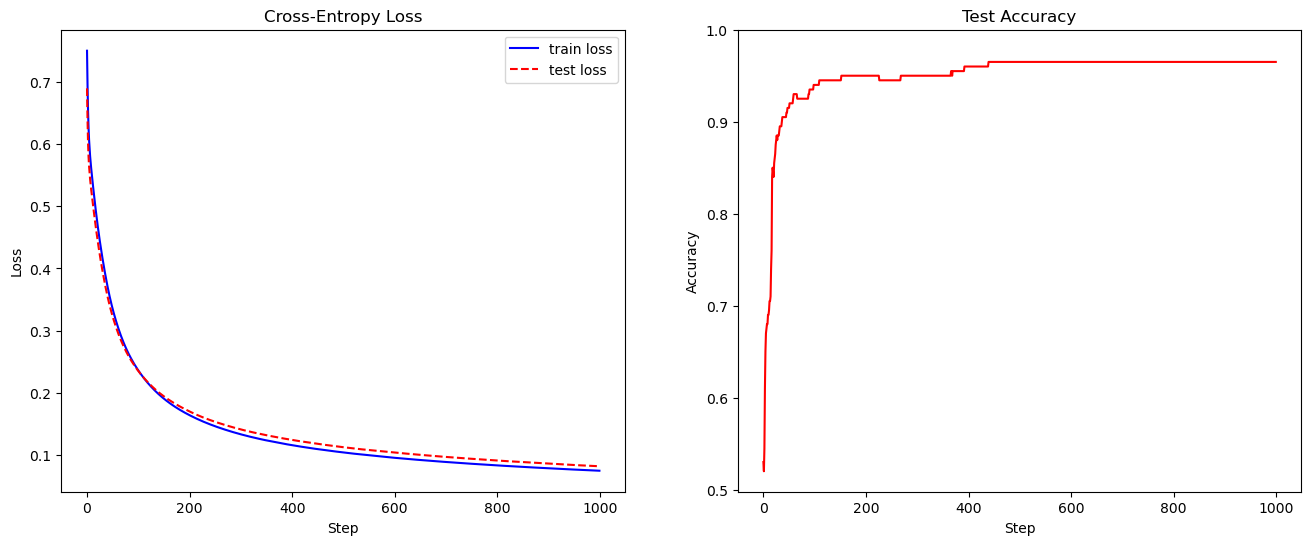 Cross-Entropy Loss
train loss
test loss
0.7
0.6
0.5
0.4
0.3
0.2
0.1
Loss
0 200 400 600 800 1000
Step
Test Accuracy
1.0
0.9
0.8
0.7
0.6
0.5
Accuracy
0 200 400 600 800 1000
Step